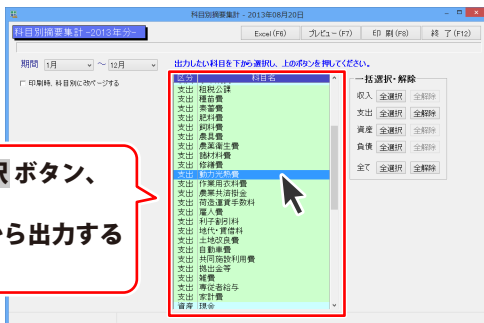 科目別摘要集計 - 2013年08月20日
科目別摘要集計 -2013年分-
Excel(F6)
プレビュー(F7)
印 刷(F8)
終 了(F12)
期間
1月
～
12月
出力したい科目を下から選択し、上のボタンを押してください。
印刷時、科目別に改ページする
区分 科目名
支出 租税公課
支出 種苗費
支出 素畜費
支出 肥料費
支出 飼料費
支出 農具費
支出 農薬衛生費
支出 諸材料費
支出 修繕費
支出 動力光熱費
支出 作業用衣料費
支出 農業共済掛金
支出 荷造運賃手数料
支出 雇人費
支出 利子割引料
支出 地代・賃借料
支出 土地改良費
支出 自動車費
支出 共同施設利用費
支出 拠出金等
支出 雑費
支出 専従者給与
支出 家計費
資産 現金
一括選択・解除
収入 全選択 全解除
支出 全選択 全解除
資産 全選択 全解除
負債 全選択 全解除
全て 全選択 全解除
択 ボタン、
から出力する